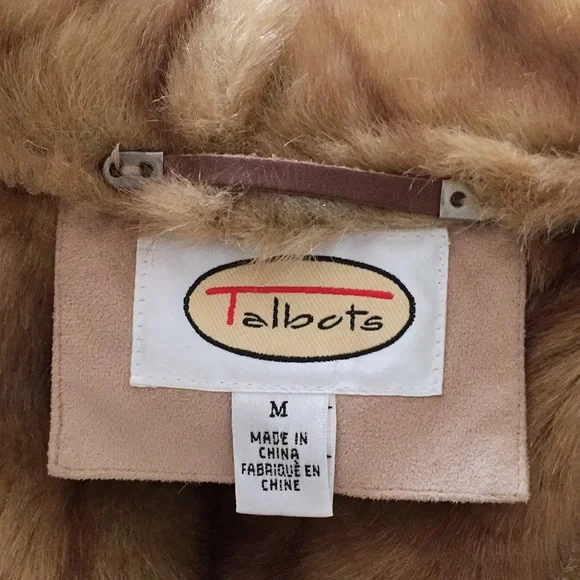 Talbots
M
MADE IN
CHINA
FABRIQUÉ EN
CHINE